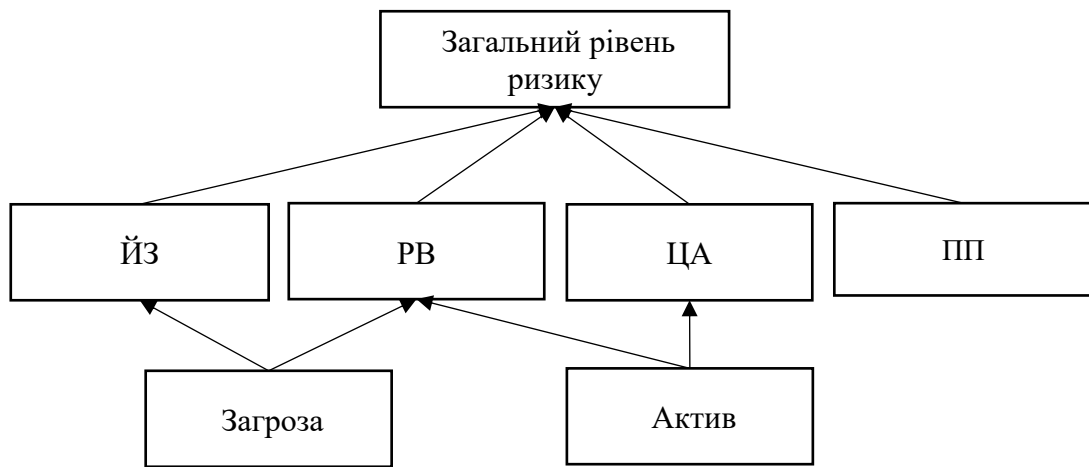 Загальний рівень
ризику
ЙЗ
РВ
ЦА
ПП
Загроза
Актив